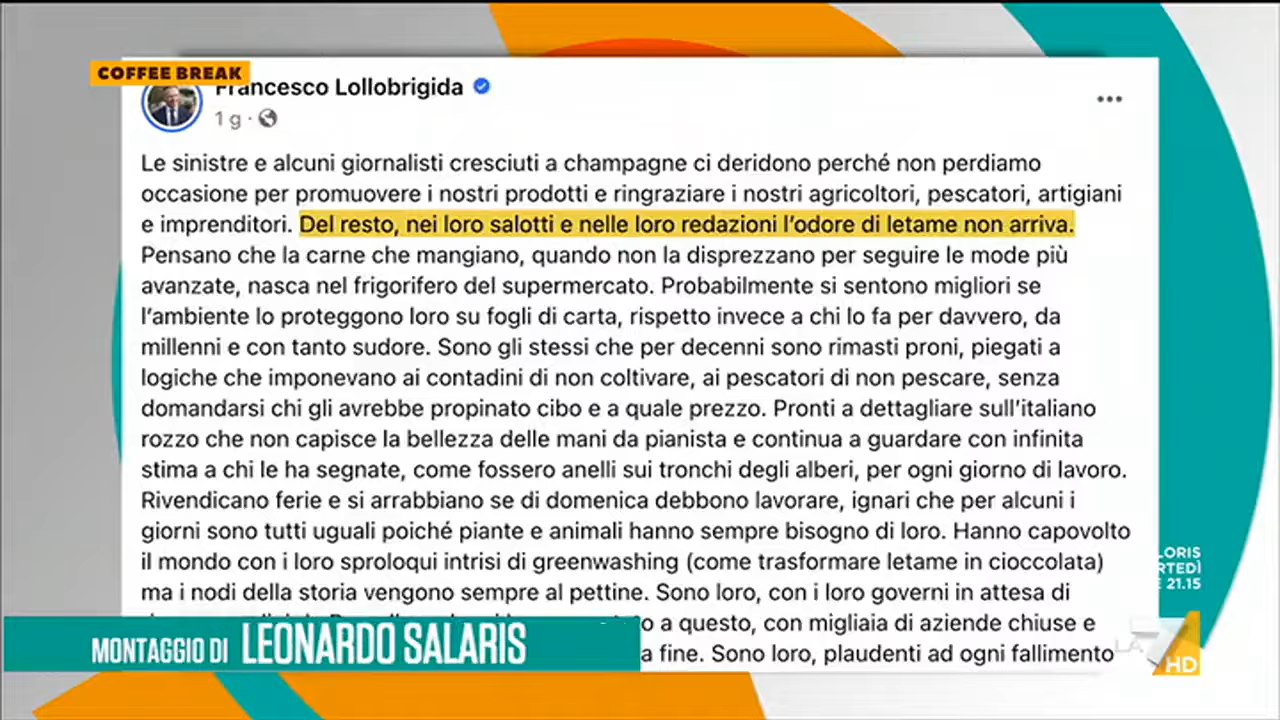 COFFEE BREAK
Francesco Lollobrigida
1 g ·
Le sinistre e alcuni giornalisti cresciuti a champagne ci deridono perché non perdiamo
occasione per promuovere i nostri prodotti e ringraziare i nostri agricoltori, pescatori, artigiani
e imprenditori. Del resto, nei loro salotti e nelle loro redazioni l'odore di letame non arriva.
Pensano che la carne che mangiano, quando non la disprezzano per seguire le mode più
avanzate, nasca nel frigorifero del supermercato. Probabilmente si sentono migliori se
l'ambiente lo proteggono loro su fogli di carta, rispetto invece a chi lo fa per davvero, da
millenni e con tanto sudore. Sono gli stessi che per decenni sono rimasti proni, piegati a
logiche che imponevano ai contadini di non coltivare, ai pescatori di non pescare, senza
domandarsi chi gli avrebbe propinato cibo e a quale prezzo. Pronti a dettagliare sull'italiano
rozzo che non capisce la bellezza delle mani da pianista e continua a guardare con infinita
stima a chi le ha segnate, come fossero anelli sui tronchi degli alberi, per ogni giorno di lavoro.
Rivendicano ferie e si arrabbiano se di domenica debbono lavorare, ignari che per alcuni i
giorni sono tutti uguali poiché piante e animali hanno sempre bisogno di loro. Hanno capovolto
il mondo con i loro sproloqui intrisi di greenwashing (come trasformare letame in cioccolata)
ma i nodi della storia vengono sempre al pettine. Sono loro, con i loro governi in attesa di
a questo, con migliaia di aziende chiuse e
a fine. Sono loro, plaudenti ad ogni fallimento
LORIS
21.15
MONTAGGIO DI LEONARDO SALARIS
LA 7 HD